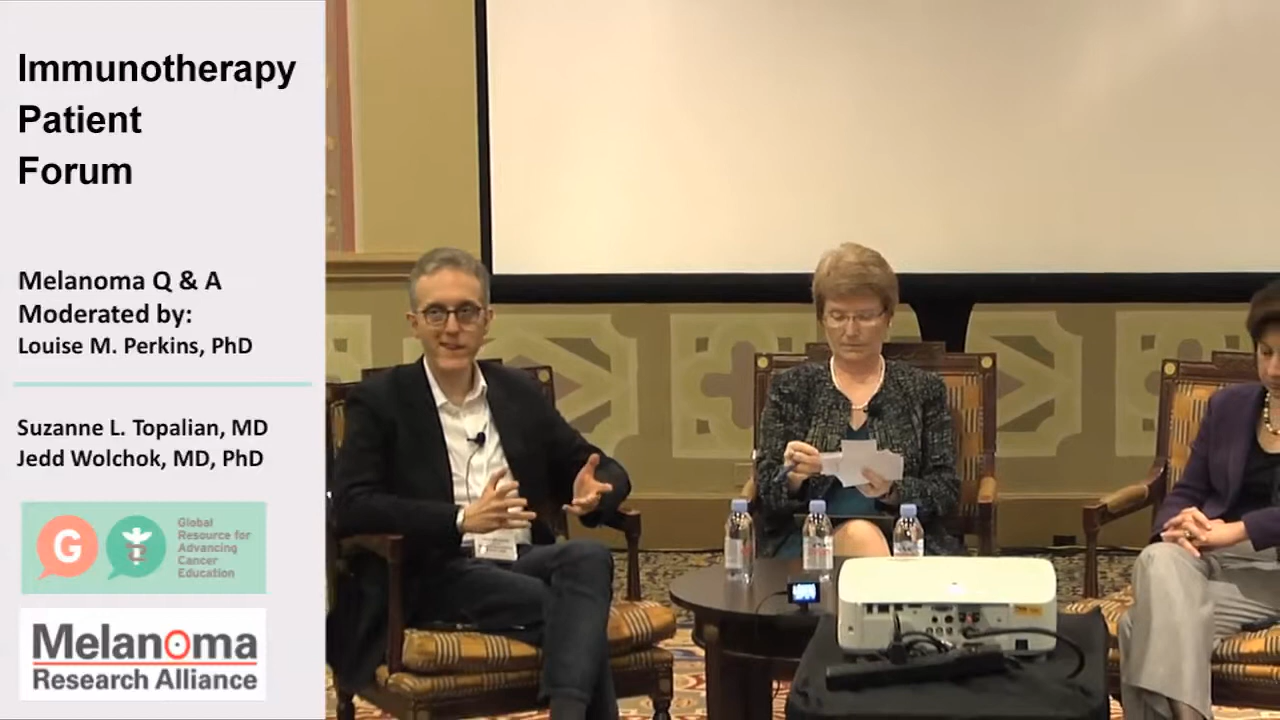 Immunotherapy
Patient
Forum
Melanoma Q & A
Moderated by:
Louise M. Perkins, PhD
Suzanne L. Topalian, MD
Jedd Wolchok, MD, PhD
G
Global
Resource for
Advancing
Cancer
Education
Melanoma
Research Alliance